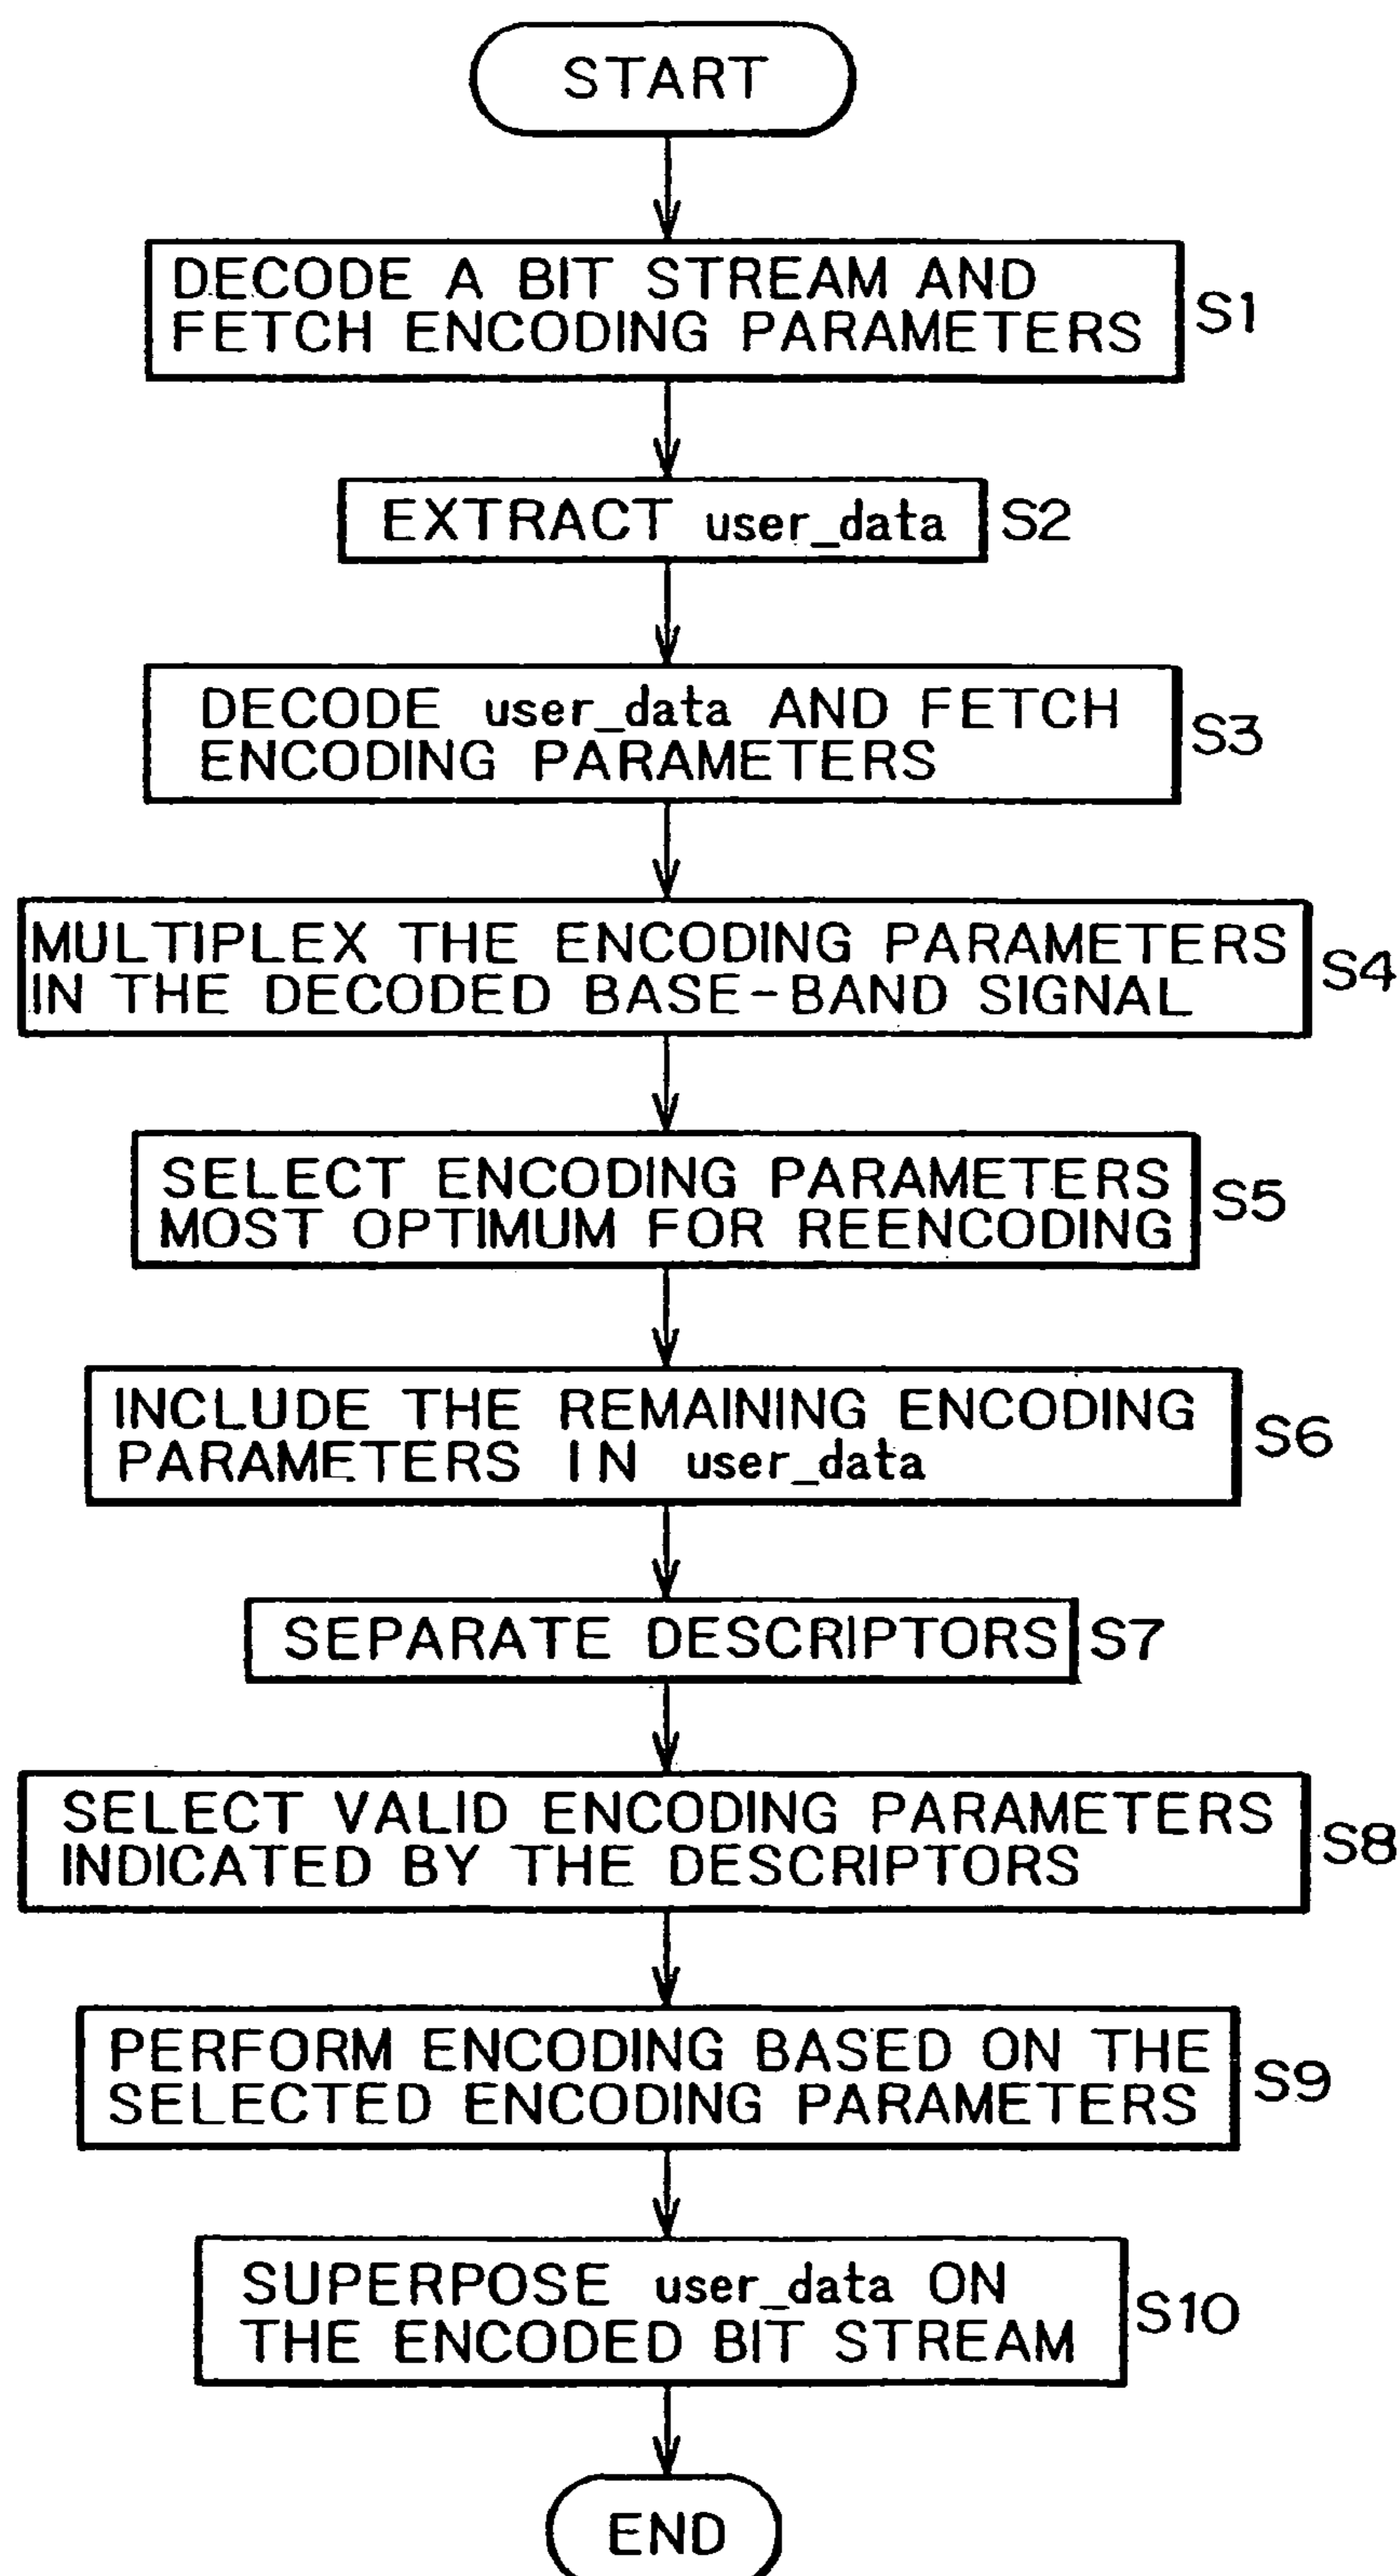 START
DECODE A BIT STREAM AND
FETCH ENCODING PARAMETERS
S1
EXTRACT user_data
S2
DECODE user_data AND FETCH
ENCODING PARAMETERS
S3
MULTIPLEX THE ENCODING PARAMETERS
IN THE DECODED BASE-BAND SIGNAL
S4
SELECT ENCODING PARAMETERS
MOST OPTIMUM FOR REENCODING
S5
INCLUDE THE REMAINING ENCODING
PARAMETERS IN user_data
S6
SEPARATE DESCRIPTORS
S7
SELECT VALID ENCODING PARAMETERS
INDICATED BY THE DESCRIPTORS
S8
PERFORM ENCODING BASED ON THE
SELECTED ENCODING PARAMETERS
S9
SUPERPOSE user_data ON
THE ENCODED BIT STREAM
S10
END